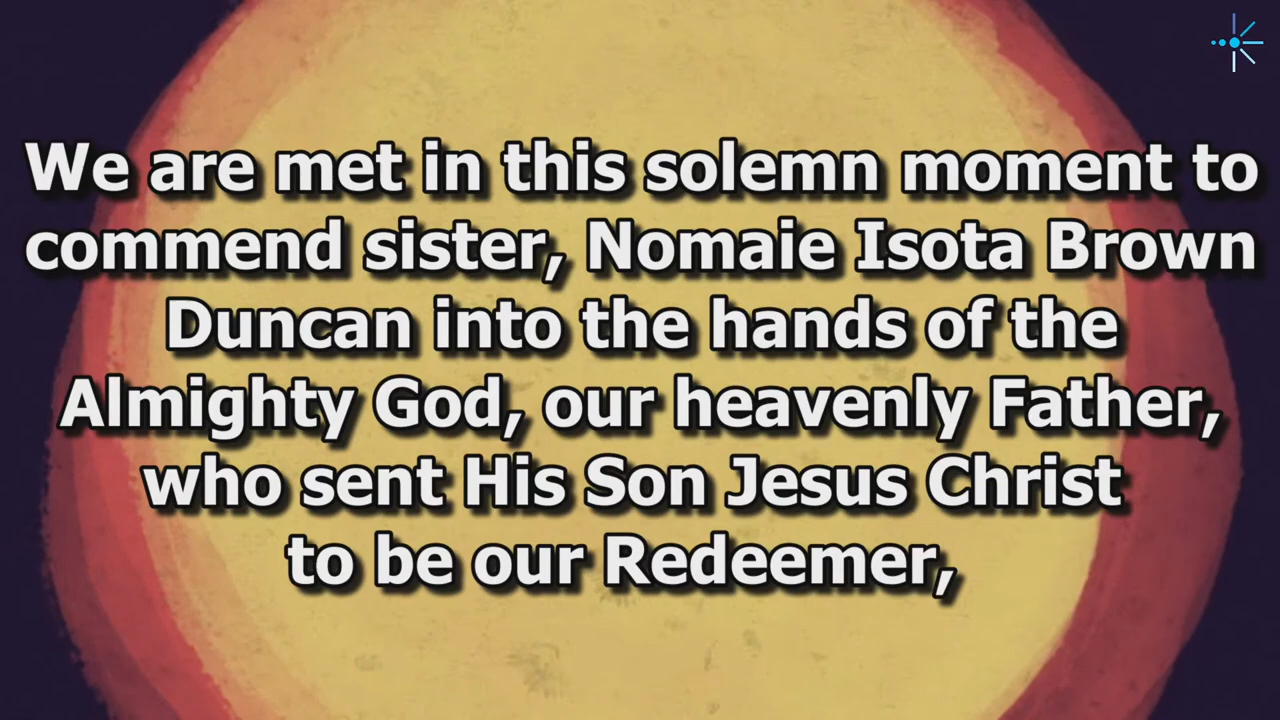 We are met in this solemn moment to
commend sister, Nomaie Isota Brown
Duncan into the hands of the
Almighty God, our heavenly Father,
who sent His Son Jesus Christ
to be our Redeemer,